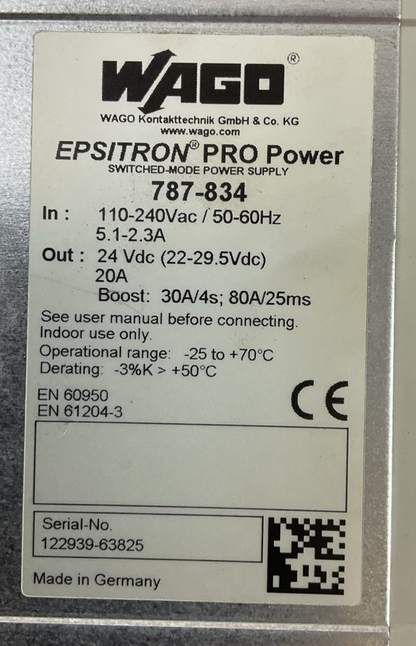 WAGO®
WAGO Kontakttechnik GmbH & Co. KG
www.wago.com
EPSITRON® PRO Power
SWITCHED-MODE POWER SUPPLY
787-834
In : 110-240Vac / 50-60Hz
5.1-2.3A
Out : 24 Vdc (22-29.5Vdc)
20A
Boost: 30A/4s; 80A/25ms
See user manual before connecting.
Indoor use only.
Operational range: -25 to +70°C
Derating: -3%K > +50°C
EN 60950
EN 61204-3
CE
Serial-No.
122939-63825
Made in Germany